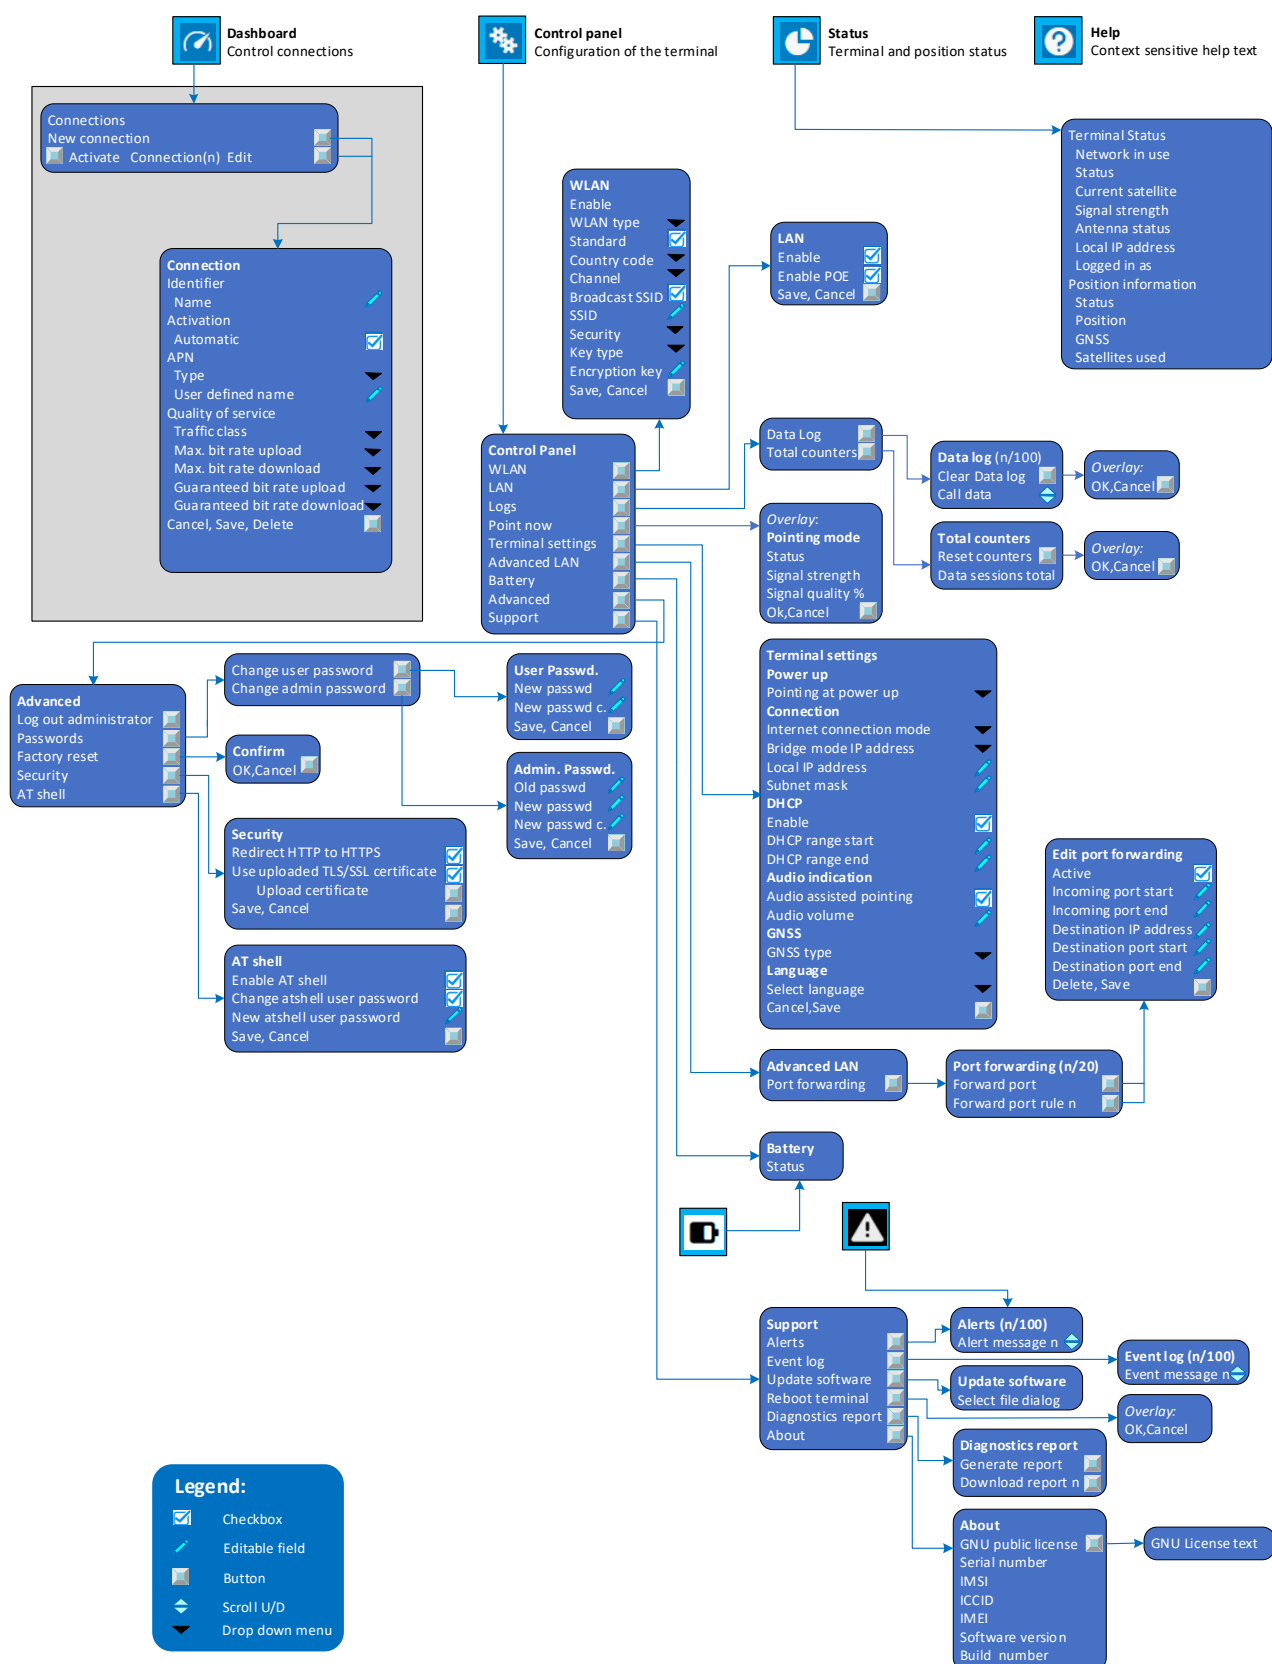 Dashboard
Control connections
Control panel
Configuration of the terminal
Status
Terminal and position status
Help
Context sensitive help text
Connections
New connection
Activate Connection(n) Edit
Connection
Identifier
Name
Activation
Automatic
APN
Type
User defined name
Quality of service
Traffic class
Max. bit rate upload
Max. bit rate download
Guaranteed bit rate upload
Guaranteed bit rate download
Cancel, Save, Delete
WLAN
Enable
WLAN type
Standard
Country code
Channel
Broadcast SSID
SSID
Security
Key type
Encryption key
Save, Cancel
LAN
Enable
Enable POE
Save, Cancel
Terminal Status
Network in use
Status
Current satellite
Signal strength
Antenna status
Local IP address
Logged in as
Position information
Status
Position
GNSS
Satellites used
Control Panel
WLAN
LAN
Logs
Point now
Terminal settings
Advanced LAN
Battery
Advanced
Support
Data Log
Total counters
Data log (n/100)
Clear Data log
Call data
Overlay:
OK,Cancel
Overlay:
Pointing mode
Status
Signal strength
Signal quality %
Ok,Cancel
Total counters
Reset counters
Data sessions total
Overlay:
OK,Cancel
Advanced
Log out administrator
Passwords
Factory reset
Security
AT shell
Change user password
Change admin password
User Passwd.
New passwd
New passwd c.
Save, Cancel
Confirm
OK,Cancel
Admin. Passwd.
Old passwd
New passwd
New passwd c.
Save, Cancel
Security
Redirect HTTP to HTTPS
Use uploaded TLS/SSL certificate
Upload certificate
Save, Cancel
AT shell
Enable AT shell
Change atshell user password
New atshell user password
Save, Cancel
Terminal settings
Power up
Pointing at power up
Connection
Internet connection mode
Bridge mode IP address
Local IP address
Subnet mask
DHCP
Enable
DHCP range start
DHCP range end
Audio indication
Audio assisted pointing
Audio volume
GNSS
GNSS type
Language
Select language
Cancel,Save
Edit port forwarding
Active
Incoming port start
Incoming port end
Destination IP address
Destination port start
Destination port end
Delete, Save
Advanced LAN
Port forwarding
Port forwarding (n/20)
Forward port
Forward port rule n
Battery
Status
Support
Alerts
Event log
Update software
Reboot terminal
Diagnostics report
About
Alerts (n/100)
Alert message n
Event log (n/100)
Event message n
Update software
Select file dialog
Overlay:
OK,Cancel
Diagnostics report
Generate report
Download report n
About
GNU public license
Serial number
IMSI
ICCID
IMEI
Software version
Build number
GNU License text
Legend:
Checkbox
Editable field
Button
Scroll U/D
Drop down menu